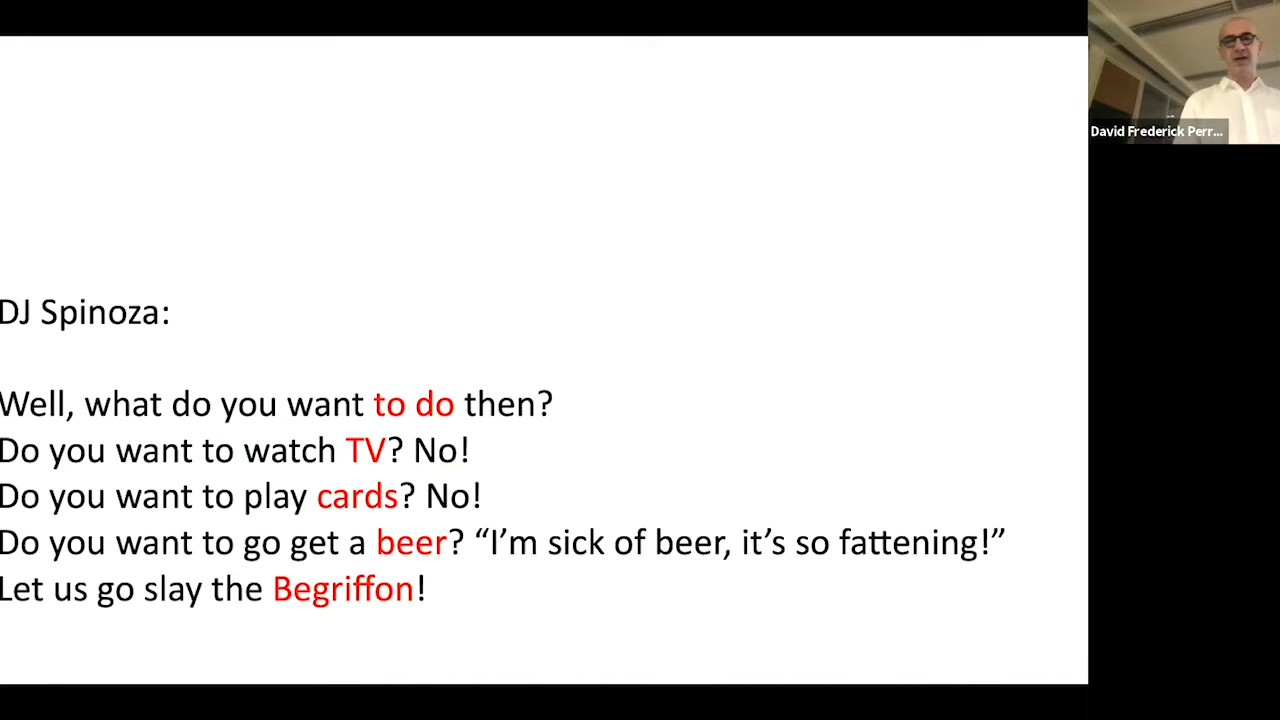 DJ Spinoza:
Well, what do you want to do then?
Do you want to watch TV? No!
Do you want to play cards? No!
Do you want to go get a beer? “I’m sick of beer, it’s so fattening!”
Let us go slay the Begriffon!
David Frederick Perr...